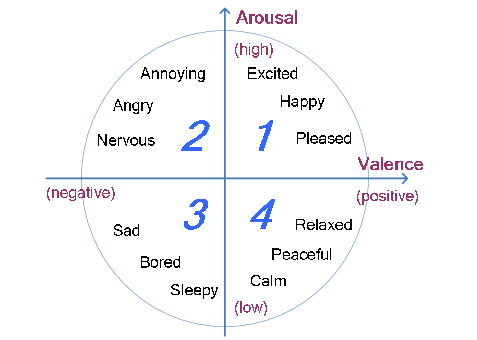 Arousal
(high)
Annoying
Excited
Angry
Happy
Nervous
2
1
Pleased
Valence
(negative)
(positive)
3
4
Sad
Relaxed
Bored
Peaceful
Sleepy
Calm
(low)